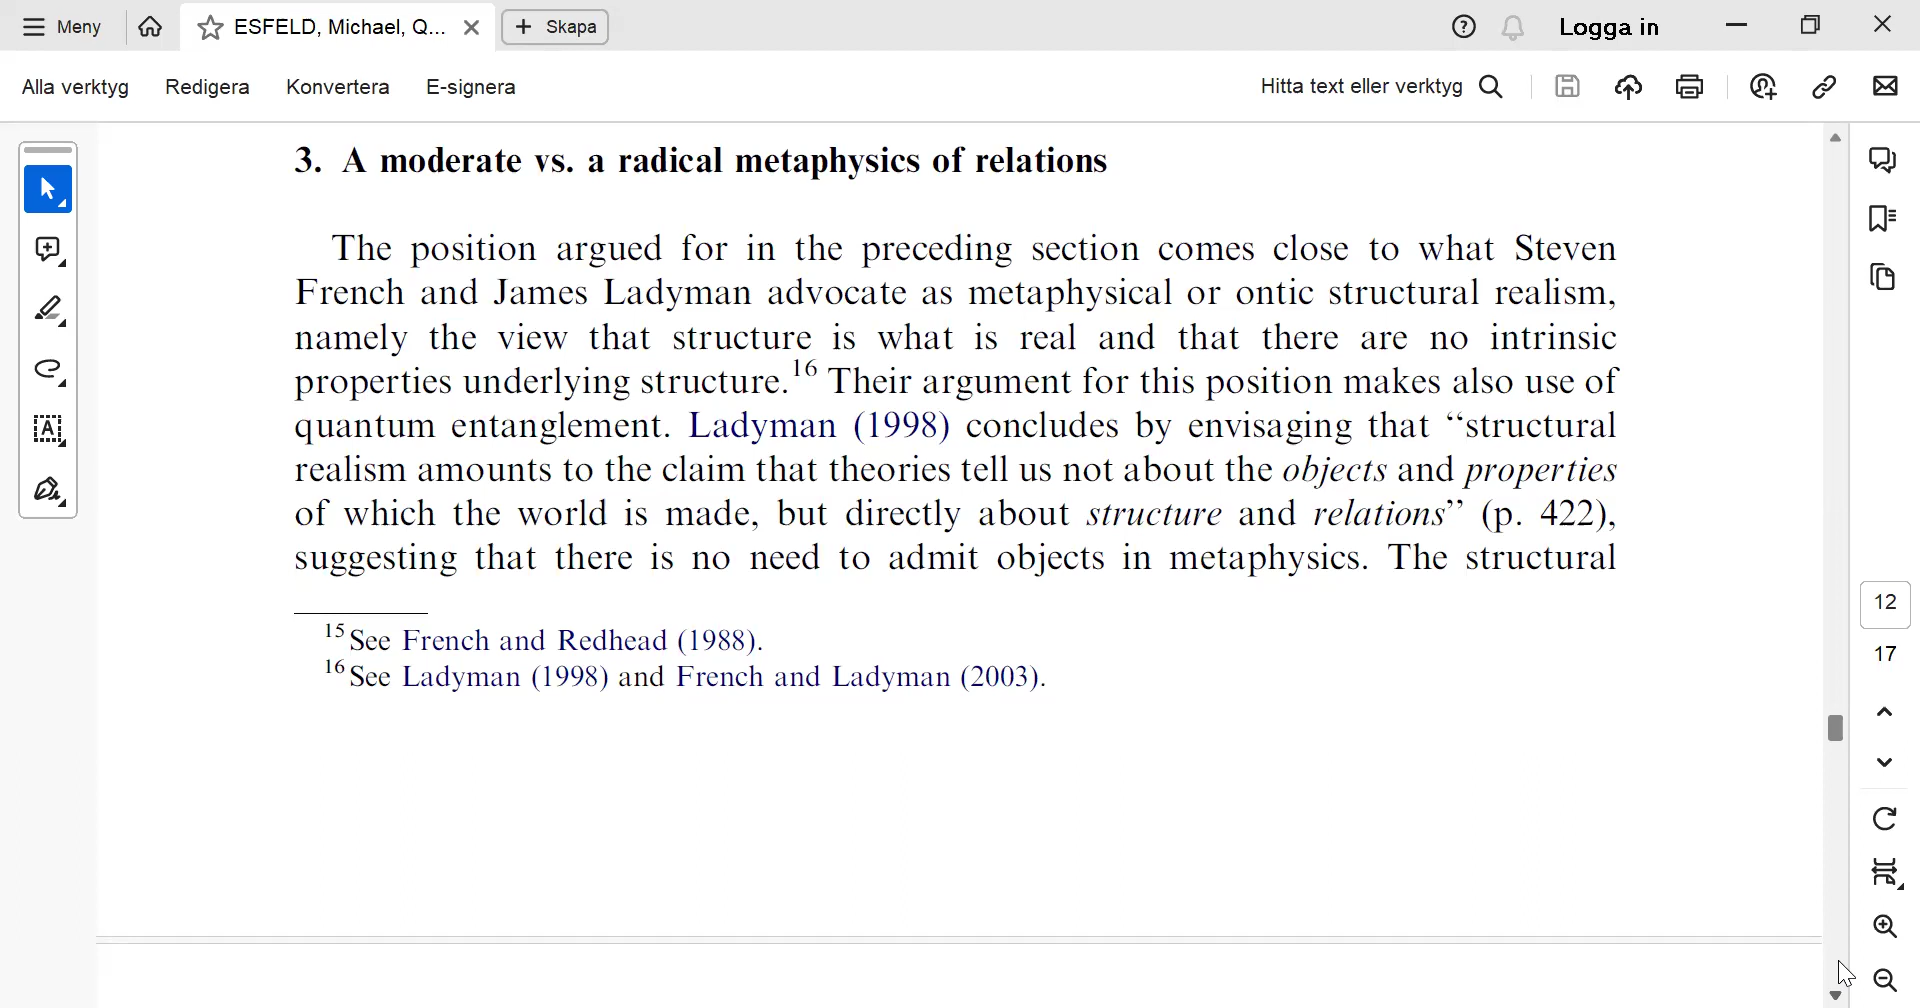 Meny
ESFELD, Michael, Q...
Skapa
Logga in
Alla verktyg
Redigera
Konvertera
E-signera
Hitta text eller verktyg
3. A moderate vs. a radical metaphysics of relations
The position argued for in the preceding section comes close to what Steven
French and James Ladyman advocate as metaphysical or ontic structural realism,
namely the view that structure is what is real and that there are no intrinsic
properties underlying structure.16 Their argument for this position makes also use of
quantum entanglement. Ladyman (1998) concludes by envisaging that “structural
realism amounts to the claim that theories tell us not about the objects and properties
of which the world is made, but directly about structure and relations” (p. 422),
suggesting that there is no need to admit objects in metaphysics. The structural
15 See French and Redhead (1988).
16 See Ladyman (1998) and French and Ladyman (2003).
12
17